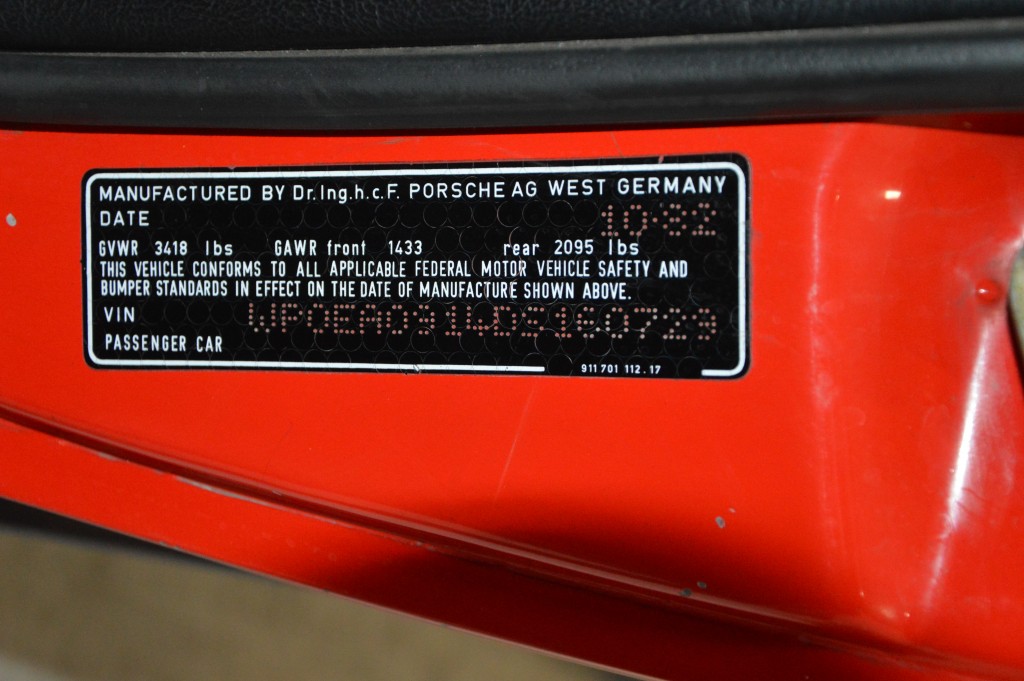 MANUFACTURED BY Dr.Ing.h.c.F. PORSCHE AG WEST GERMANY
DATE 10-82
GVWR 3418 lbs GAWR front 1433 rear 2095 lbs
THIS VEHICLE CONFORMS TO ALL APPLICABLE FEDERAL MOTOR VEHICLE SAFETY AND
BUMPER STANDARDS IN EFFECT ON THE DATE OF MANUFACTURE SHOWN ABOVE.
VIN WP0EA0914DS160729
PASSENGER CAR
911 701 112.17